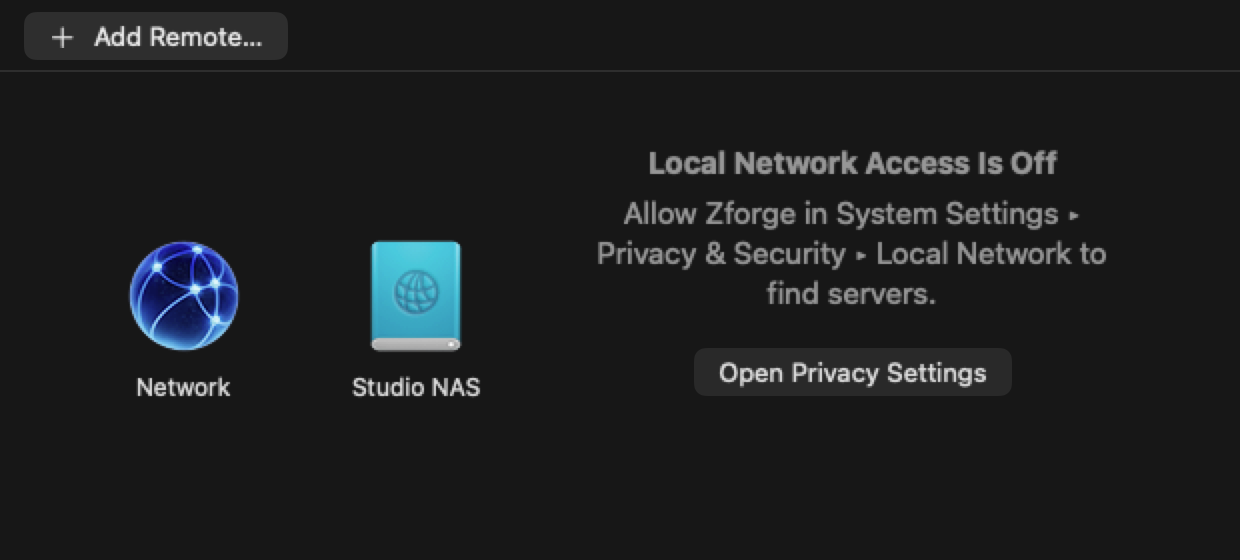 Add Remote...
Local Network Access Is Off
Allow Zforge in System Settings ▸
Privacy & Security ▸ Local Network to
find servers.
Open Privacy Settings
Network
Studio NAS